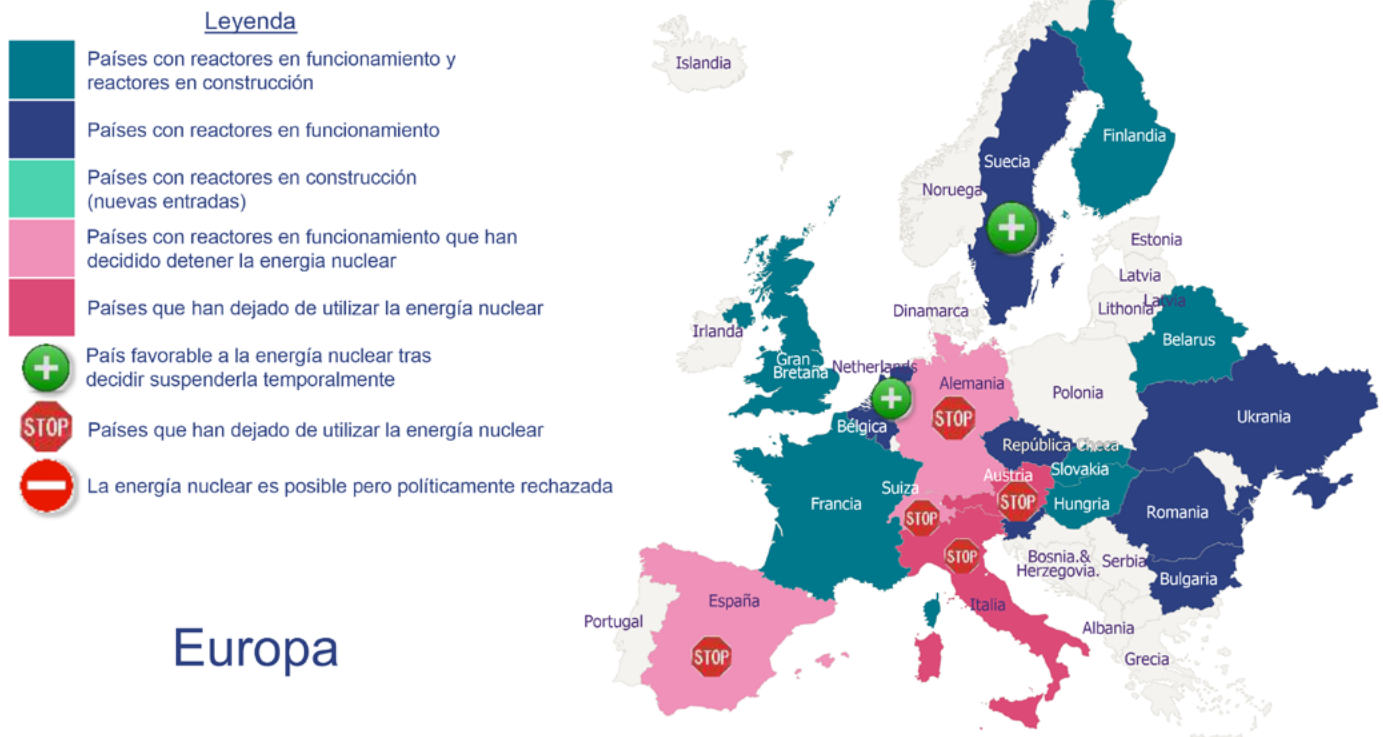 Leyenda
Países con reactores en funcionamiento y
reactores en construcción
Países con reactores en funcionamiento
Países con reactores en construcción
(nuevas entradas)
Países con reactores en funcionamiento que han
decidido detener la energia nuclear
Países que han dejado de utilizar la energía nuclear
País favorable a la energía nuclear tras
decidir suspenderla temporalmente
STOP
Países que han dejado de utilizar la energía nuclear
La energía nuclear es posible pero políticamente rechazada
Europa
Islandia
Finlandia
Suecia
Noruega
Estonia
Latvia
Latvia
Lithonia
Dinamarca
Irlanda
Belarus
Gran
Bretaña
Netherlands
Alemania
Polonia
STOP
Ukrania
Bélgica
República Checa
Slovakia
Austria
STOP
Suiza
STOP
Francia
Hungria
Romania
STOP
Bosnia.&
Herzegovia.
Serbia
Bulgaria
España
Italia
Portugal
Albania
STOP
Grecia